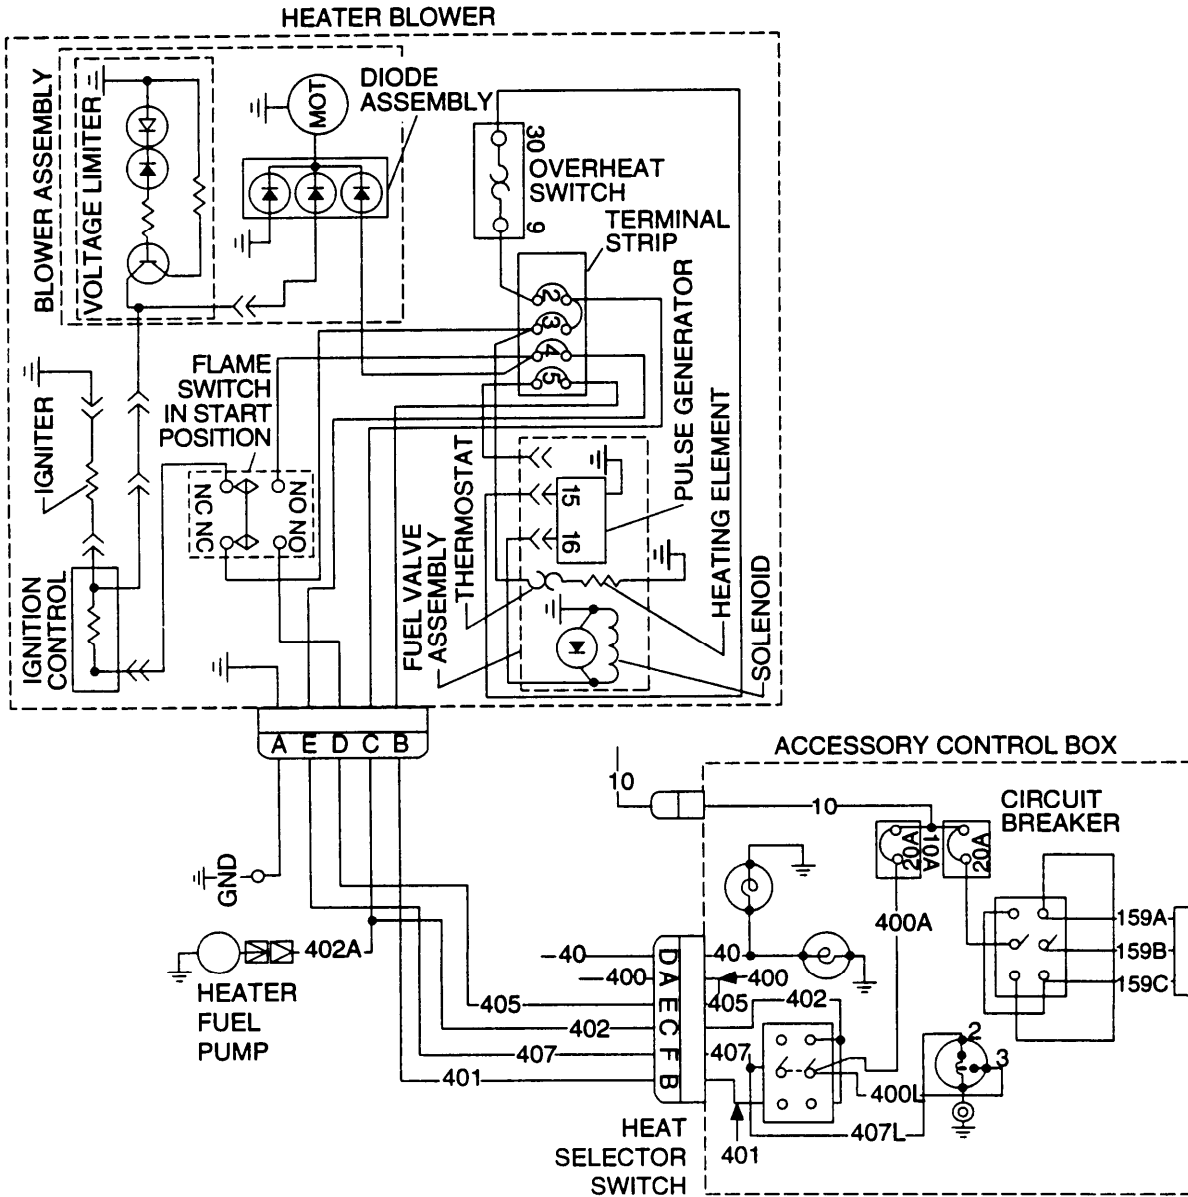 HEATER BLOWER
BLOWER ASSEMBLY
VOLTAGE LIMITER
MOT
DIODE
ASSEMBLY
30
OVERHEAT
SWITCH
9
TERMINAL
STRIP
2
3
4
5
PULSE GENERATOR
FLAME
SWITCH
IN START
POSITION
IGNITER
NC NC
NO NO
THERMOSTAT
FUEL VALVE
ASSEMBLY
15
16
HEATING ELEMENT
SOLENOID
IGNITION
CONTROL
A E D C B
GND
402A
HEATER
FUEL
PUMP
ACCESSORY CONTROL BOX
10
10
CIRCUIT
BREAKER
20A
110A
20A
400A
159A
159B
159C
40 D 40
400 A 400
405 E 405
402 C 402
407 F 407
401 B
2
3
400L
407L
401
HEAT
SELECTOR
SWITCH